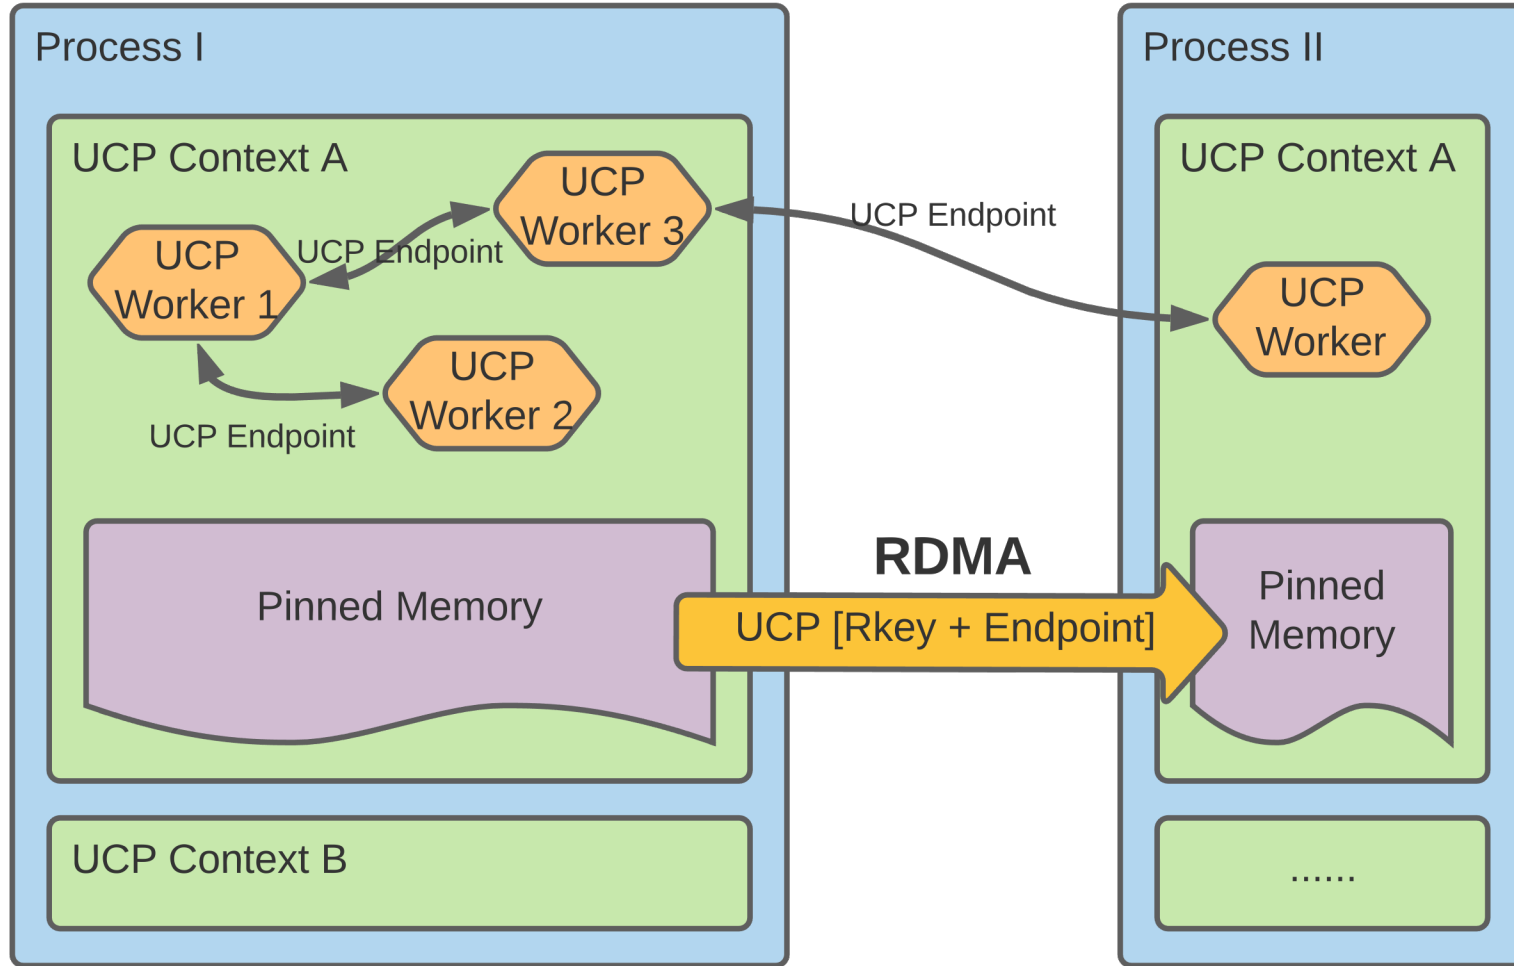 Process I
UCP Context A
UCP
Worker 3
UCP Endpoint
UCP
Worker 1
UCP
Worker 2
UCP Endpoint
Pinned Memory
UCP Context B
UCP Endpoint
RDMA
UCP [Rkey + Endpoint]
Process II
UCP Context A
UCP
Worker
Pinned
Memory
......